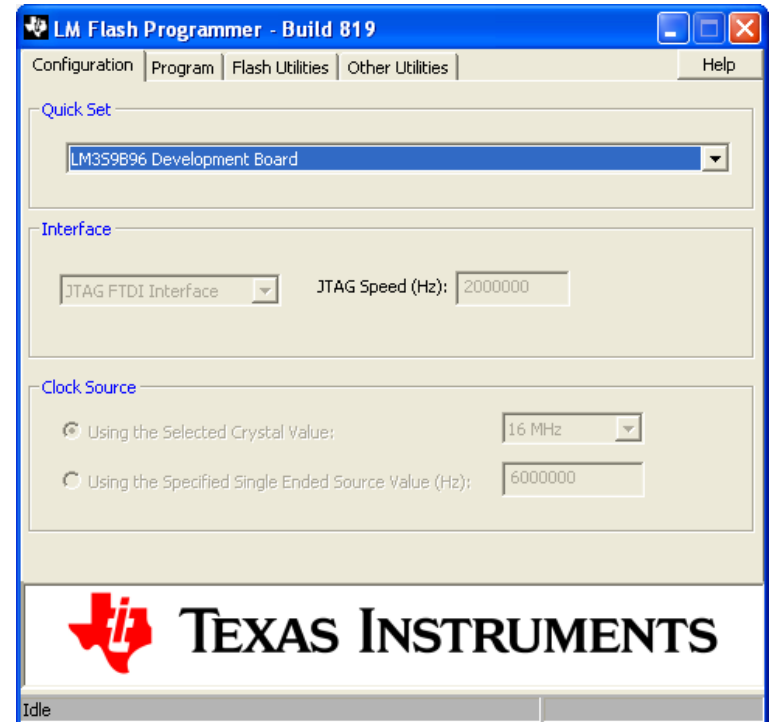 LM Flash Programmer - Build 819
Configuration Program Flash Utilities Other Utilities Help
Quick Set
LM3S9B96 Development Board
Interface
JTAG FTDI Interface JTAG Speed (Hz): 2000000
Clock Source
Using the Selected Crystal Value: 16 MHz
Using the Specified Single Ended Source Value (Hz): 6000000
TEXAS INSTRUMENTS
Idle